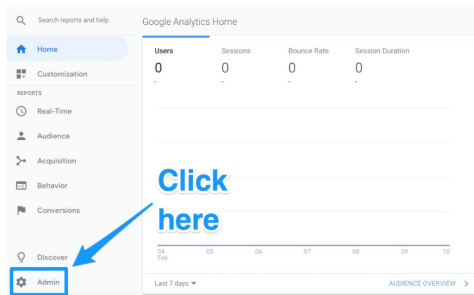 Search reports and help
Google Analytics Home
Home
Customization
REPORTS
Real-Time
Audience
Acquisition
Behavior
Conversions
Discover
Admin
Users Sessions Bounce Rate Session Duration
0 0 0 0
- - - -
Click
here
04 05 06 07 08 09 10
Feb
Last 7 days AUDIENCE OVERVIEW